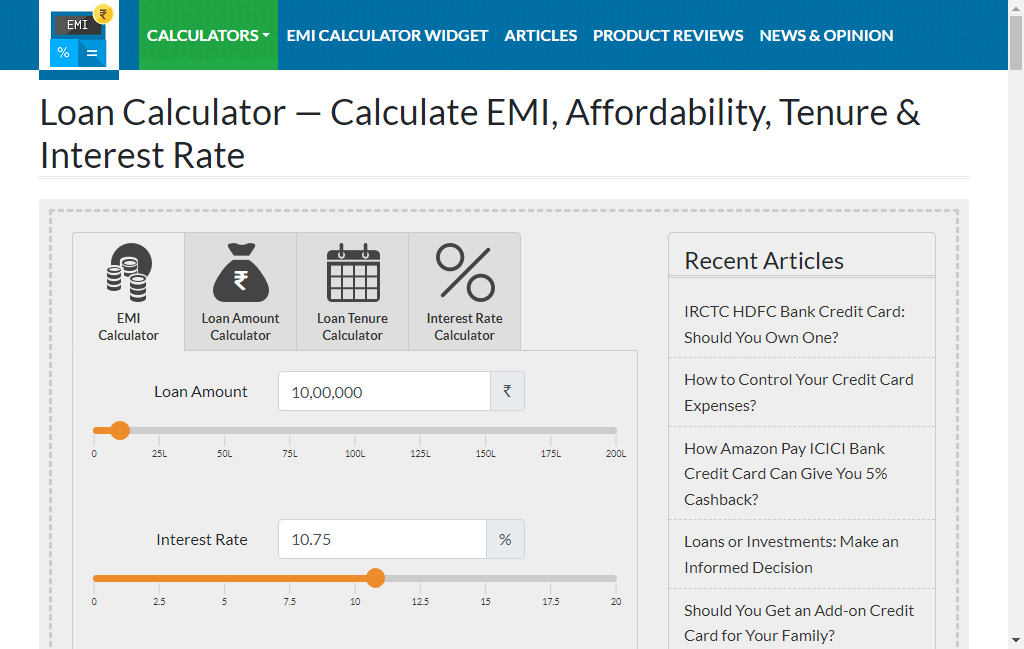 EMI ₹
% =
CALCULATORS EMI CALCULATOR WIDGET ARTICLES PRODUCT REVIEWS NEWS & OPINION
Loan Calculator — Calculate EMI, Affordability, Tenure &
Interest Rate
EMI
Calculator
₹
Loan Amount
Calculator
Loan Tenure
Calculator
%
Interest Rate
Calculator
Loan Amount 10,00,000 ₹
0 25L 50L 75L 100L 125L 150L 175L 200L
Interest Rate 10.75 %
0 2.5 5 7.5 10 12.5 15 17.5 20
Recent Articles
IRCTC HDFC Bank Credit Card:
Should You Own One?
How to Control Your Credit Card
Expenses?
How Amazon Pay ICICI Bank
Credit Card Can Give You 5%
Cashback?
Loans or Investments: Make an
Informed Decision
Should You Get an Add-on Credit
Card for Your Family?